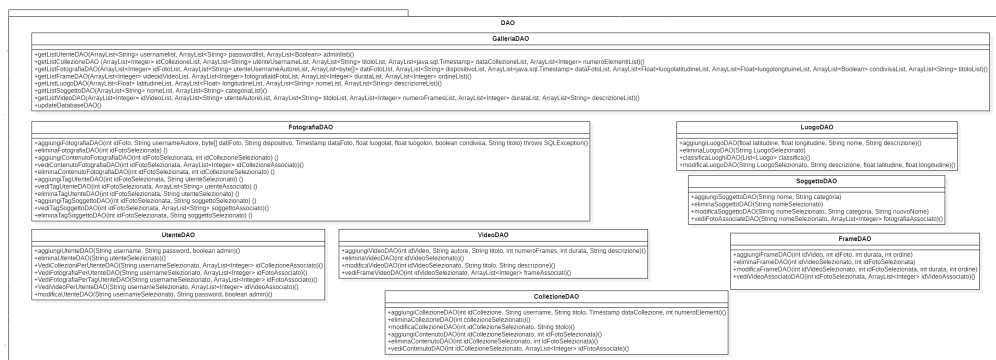 DAO
GalleriaDAO
+getListUtenteDAO(ArrayList<String> usernamelist, ArrayList<String> passwordlist, ArrayList<Boolean> adminlist()
+getListCollezioneDAO (ArrayList<Integer> idCollezioneList, ArrayList<String> utenteUsernameList, ArrayList<String> titoloList, ArrayList<java.sql.Timestamp> dataCollezioneList, ArrayList<Integer> numeroElementiList()
+getListFotografiaDAO(ArrayList<Integer> idFotoList, ArrayList<String> utenteUsernameAutoreList, ArrayList<byte[]> datiFotoList, ArrayList<String> dispositivoList, ArrayList<java.sql.Timestamp> dataFotoList, ArrayList<Float>luogolatitudineList, ArrayList<Float>luogolongituneList, ArrayList<Boolean> condivisaList, ArrayList<String> titoloList()
+getListFrameDAO(ArrayList<Integer> videoidVideoList, ArrayList<Integer> fotografiaidFotoList, ArrayList<Integer> durataList, ArrayList<Integer> ordineList()
+getListLuogoDAO(ArrayList<Float> latitudineList, ArrayList<Float> longitudineList, ArrayList<String> nomeList, ArrayList<String> descrizioneList()
+getListSoggettoDAO(ArrayList<String> nomeList, ArrayList<String> categoriaList()
+getListVideoDAO(ArrayList<Integer> idVideoList, ArrayList<String> utenteAutoreList, ArrayList<String> titoloList, ArrayList<Integer> numeroFramesList, ArrayList<Integer> durataList, ArrayList<String> descrizioneList()
+updateDatabaseDAO()
FotografiaDAO
+aggiungiFotografiaDAO(int idFoto, String usernameAutore, byte[] datiFoto, String dispositivo, Timestamp dataFoto, float luogolat, float luogolon, boolean condivisa, String titolo) throws SQLException()
+eliminaFotografiaDAO(int idFotoSelezionata) ()
+aggiungiContenutoFotografiaDAO(int idFotoSelezionata, int idCollezioneSelezionato)
+vediContenutoFotografiaDAO(int idFotoSelezionata, ArrayList<Integer> idCollezioneAssociato)()
+eliminaContenutoFotografiaDAO(int idFotoSelezionata, int idCollezioneSelezionato) ()
+aggiungiTagUtenteDAO(int idFotoSelezionata, String utenteSelezionato) ()
+vediTagUtenteDAO(int idFotoSelezionata, ArrayList<String> utenteAssociato) ()
+eliminaTagUtenteDAO(int idFotoSelezionata, String utenteSelezionato) ()
+aggiungiTagSoggettoDAO(int idFotoSelezionata, String soggettoSelezionato) ()
+vediTagSoggettoDAO(int idFotoSelezionata, ArrayList<String> soggettoAssociato)()
+eliminaTagSoggettoDAO(int idFotoSelezionata, String soggettoSelezionato) ()
LuogoDAO
+aggiungiLuogoDAO(float latitudine, float longitudine, String nome, String descrizione)()
+eliminaLuogoDAO(String LuogoSelezionato)
+classificaLuoghiDAO(List<Luogo> classifica()
+modificaLuogoDAO(String LuogoSelezionato, String descrizione, float latitudine, float longitudine)()
SoggettoDAO
+aggiungiSoggettoDAO(String nome, String categoria)
+eliminaSoggettoDAO(String nomeSelezionato)
+modificaSoggettoDAO(String nomeSelezionato, String categoria, String nuovoNome)
+vediFotoAssociateDAO(String nomeSelezionato, ArrayList<Integer> fotografiaAssociato)()
UtenteDAO
+aggiungiUtenteDAO(String username, String password, boolean admin()
+eliminaUtenteDAO(String utenteSelezionato()
+VediCollezioniPerUtenteDAO(String usernameSelezionato, ArrayList<Integer> idCollezioneAssociato()
+VediFotografiaPerUtenteDAO(String usernameSelezionato, ArrayList<Integer> idFotoAssociato()
+VediFotografiaPerTagUtenteDAO(String usernameSelezionato, ArrayList<Integer> idFotoAssociato()
+VediVideoPerUtenteDAO(String usernameSelezionato, ArrayList<Integer> idVideoAssociato()
+modificaUtenteDAO(String usernameSelezionato, String password, boolean admin()
VideoDAO
+aggiungiVideoDAO(int idVideo, String autore, String titolo, int numeroFrames, int durata, String descrizione()
+eliminaVideoDAO(int idVideoSelezionato()
+modificaVideoDAO(int idVideoSelezionato, String titolo, String descrizione)
+vediFrameVideoDAO(int idVideoSelezionato, ArrayList<Integer> frameAssociato()
FrameDAO
+aggiungiFrameDAO(int idVideo, int idFoto, int durata, int ordine)
+eliminaFrameDAO(int idVideoSelezionato, int idFotoSelezionata)
+modificaFrameDAO(int idVideoSelezionato, int idFotoSelezionata, int durata, int ordine)
+vediVideoAssociatoDAO(int idFotoSelezionata, ArrayList<Integer> idVideoAssociato)
CollezioneDAO
+aggiungiCollezioneDAO(int idCollezione, String username, String titolo, Timestamp dataCollezione, int numeroElementi()
+eliminaCollezioneDAO(int collezioneSelezionato)
+modificaCollezioneDAO(int idCollezioneSelezionato, String titolo)()
+aggiungiContenutoDAO(int idCollezioneSelezionato, int idFotoSelezionata)()
+eliminaContenutoDAO(int idCollezioneSelezionato, int idFotoSelezionata)()
+vediContenutoDAO(int idCollezioneSelezionato, ArrayList<Integer> idFotoAssociate)()